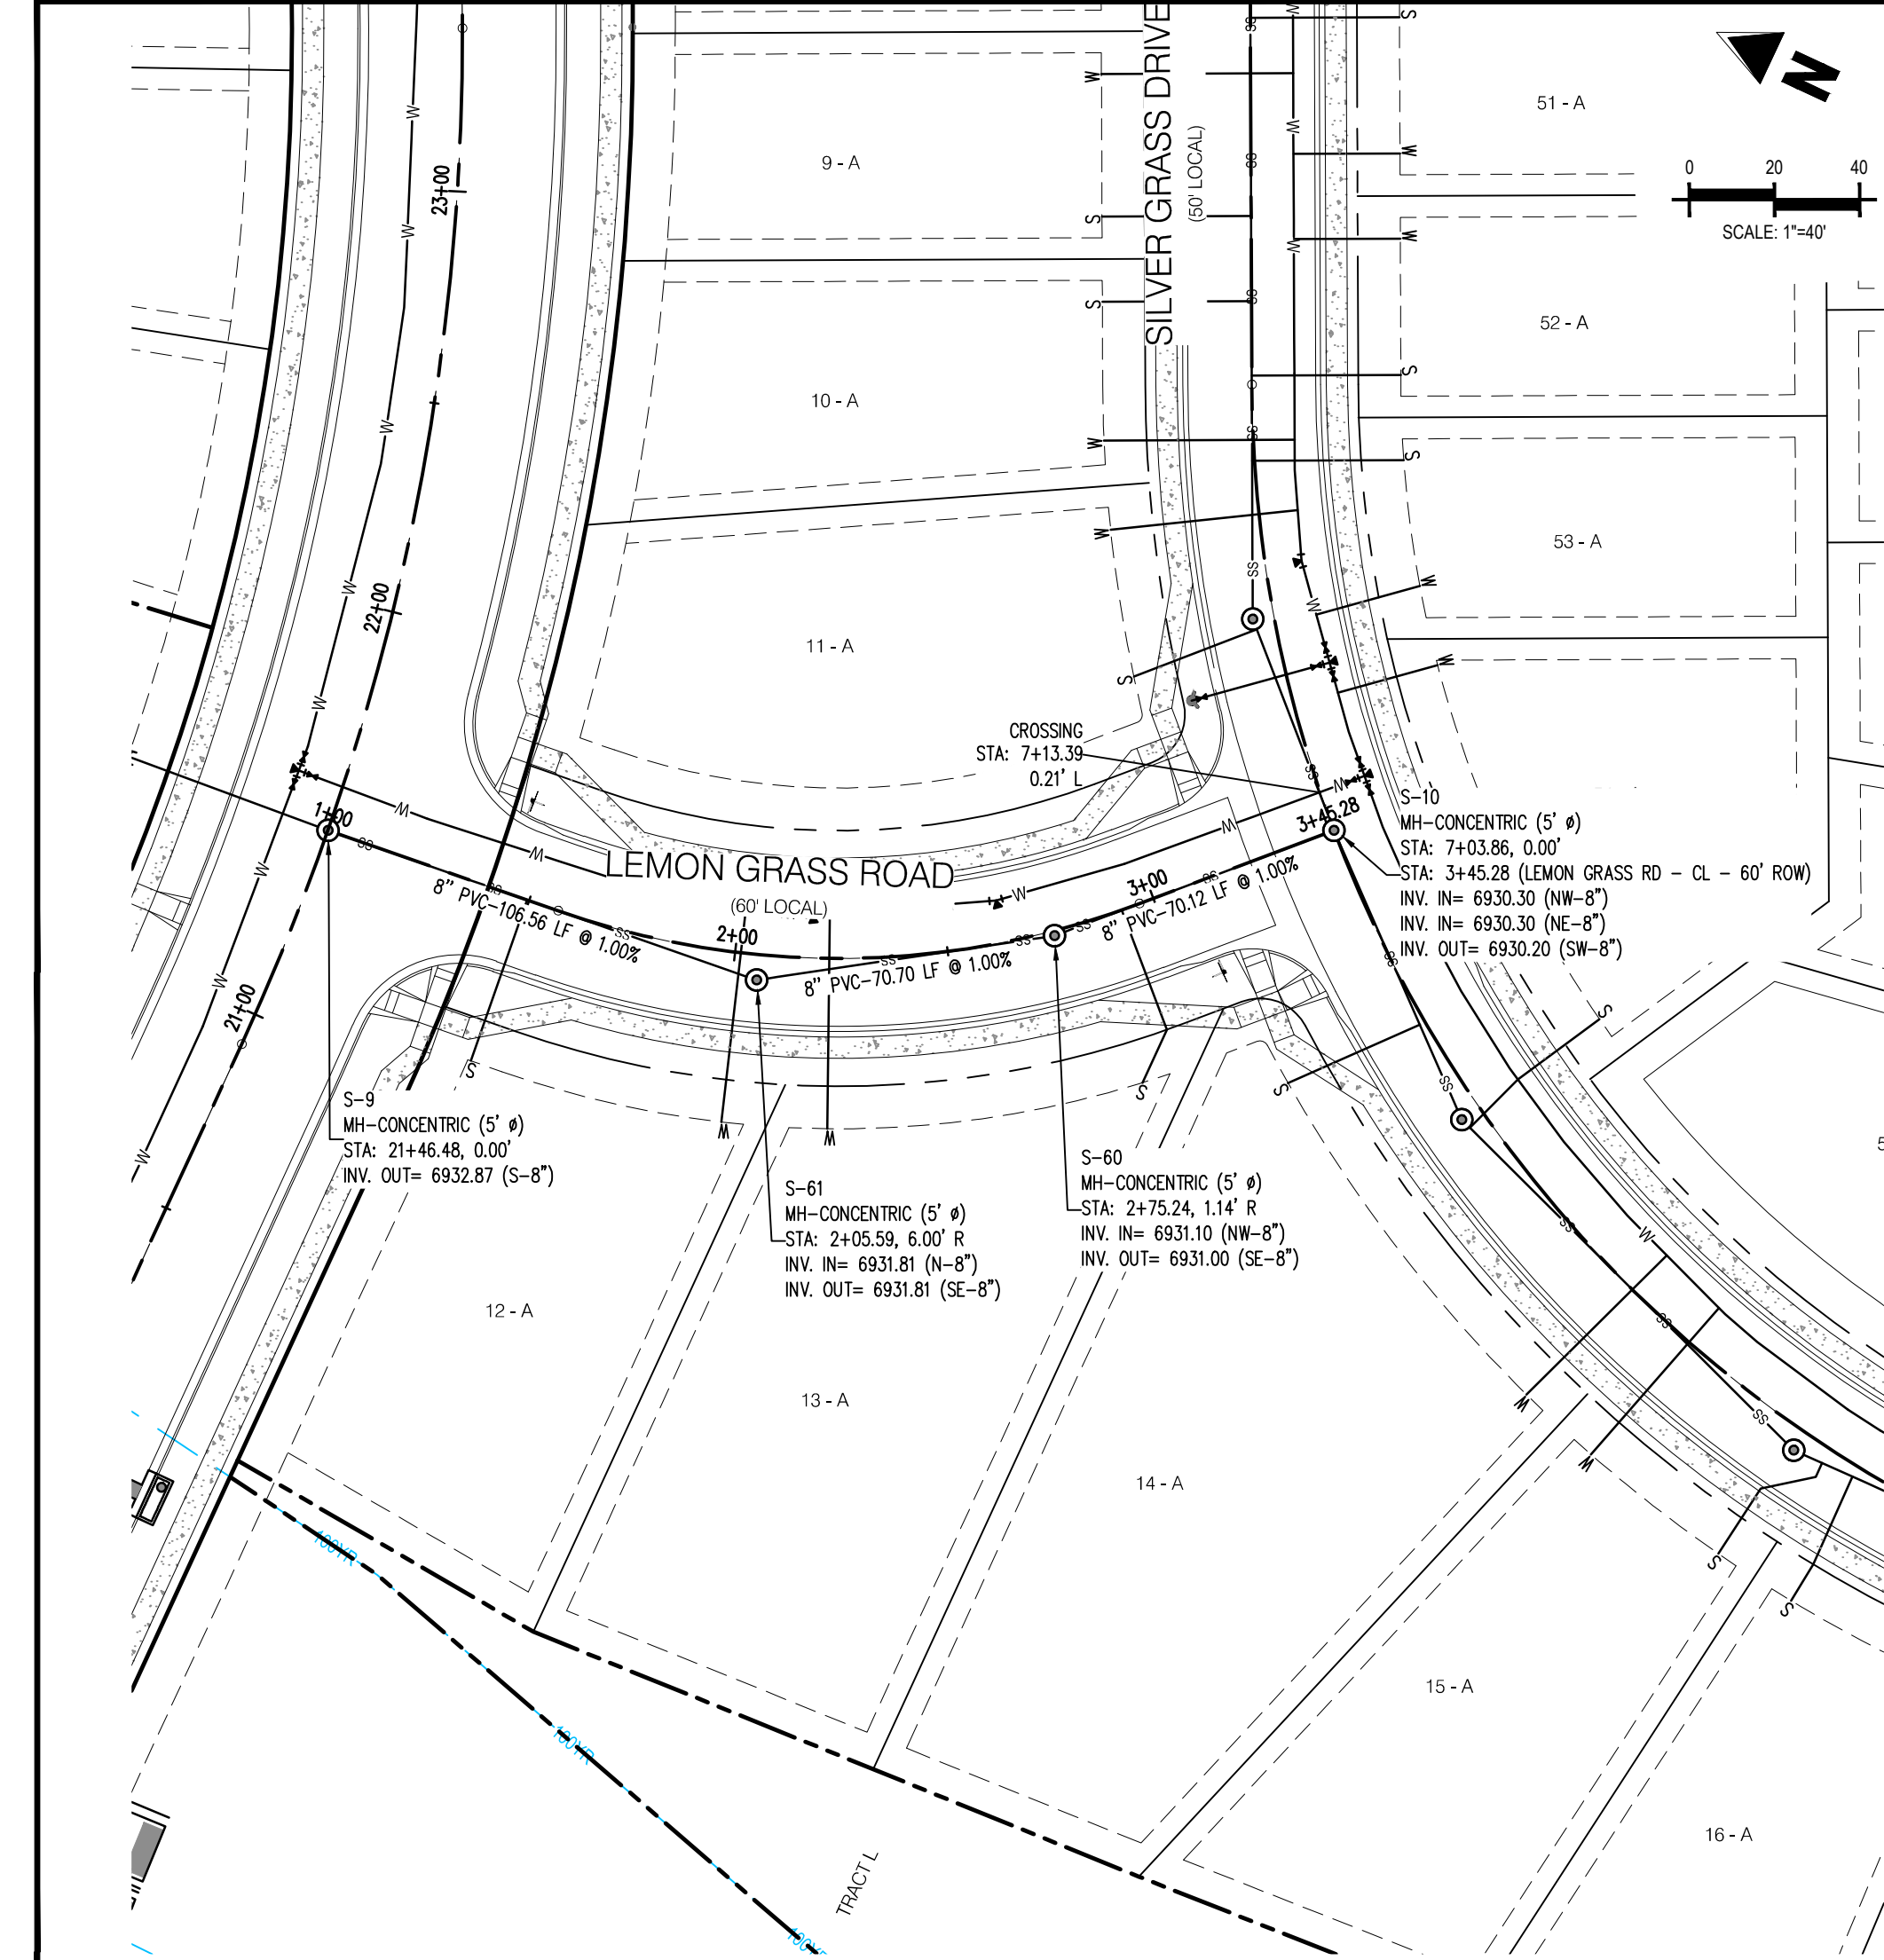 SILVER GRASS DRIVE
(50' LOCAL)
N
0 20 40
SCALE: 1"=40'
51 - A
9 - A
52 - A
10 - A
53 - A
11 - A
23+00
22+00
21+00
1+00
2+00
3+00
3+45.28
CROSSING
STA: 7+13.39
0.21' L
LEMON GRASS ROAD
(60' LOCAL)
8" PVC-106.56 LF @ 1.00%
8" PVC-70.70 LF @ 1.00%
8" PVC-70.12 LF @ 1.00%
S-10
MH-CONCENTRIC (5' ø)
STA: 7+03.86, 0.00'
STA: 3+45.28 (LEMON GRASS RD - CL - 60' ROW)
INV. IN= 6930.30 (NW-8")
INV. IN= 6930.30 (NE-8")
INV. OUT= 6930.20 (SW-8")
S-9
MH-CONCENTRIC (5' ø)
STA: 21+46.48, 0.00'
INV. OUT= 6932.87 (S-8")
S-61
MH-CONCENTRIC (5' ø)
STA: 2+05.59, 6.00' R
INV. IN= 6931.81 (N-8")
INV. OUT= 6931.81 (SE-8")
S-60
MH-CONCENTRIC (5' ø)
STA: 2+75.24, 1.14' R
INV. IN= 6931.10 (NW-8")
INV. OUT= 6931.00 (SE-8")
12 - A
13 - A
14 - A
15 - A
16 - A
100YR
100YR
TRACT L